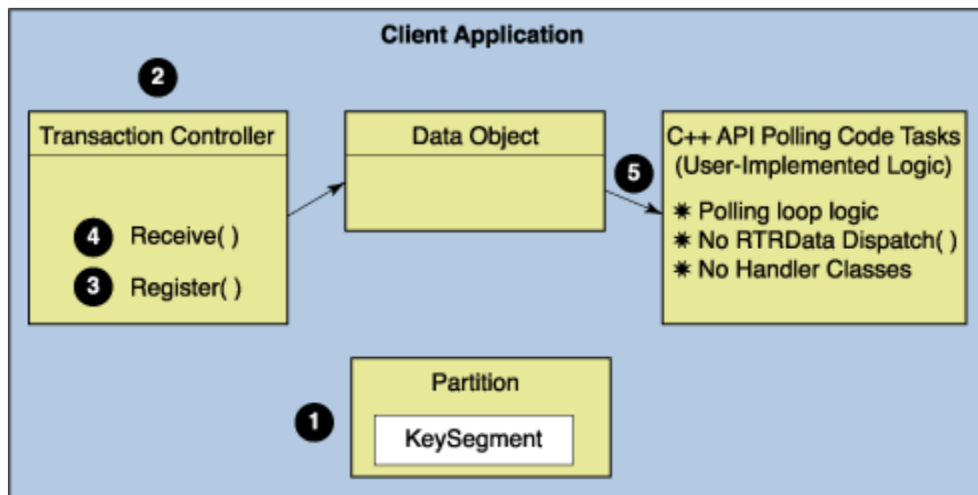 Client Application
2
Transaction Controller
4 Receive( )
3 Register( )
Data Object
5
C++ API Polling Code Tasks
(User-Implemented Logic)
✷ Polling loop logic
✷ No RTRData Dispatch( )
✷ No Handler Classes
1
Partition
KeySegment